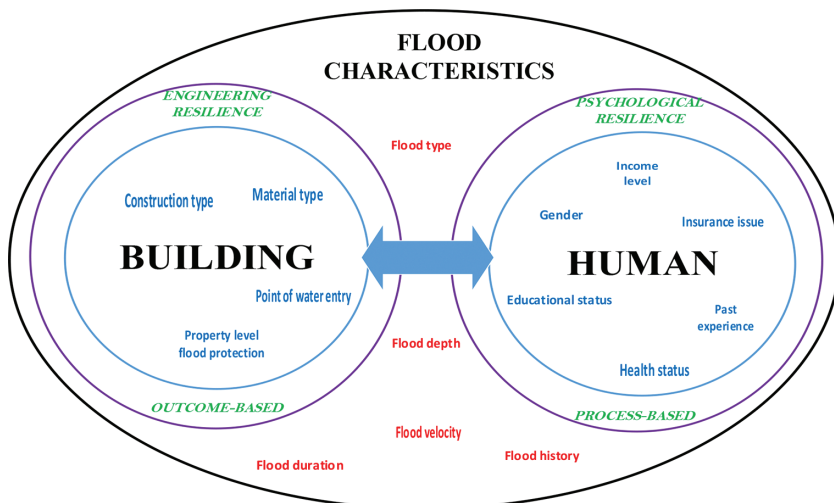 FLOOD
CHARACTERISTICS
ENGINEERING
RESILIENCE
PSYCHOLOGICAL
RESILIENCE
Flood type
Construction type
Material type
BUILDING
Point of water entry
Property level
flood protection
OUTCOME-BASED
Income
level
Gender
Insurance issue
HUMAN
Educational status
Past
experience
Health status
PROCESS-BASED
Flood depth
Flood velocity
Flood duration
Flood history